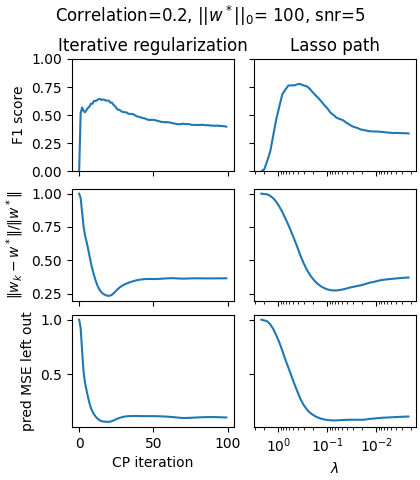 Correlation=0.2, ||w*||₀= 100, snr=5
Iterative regularization Lasso path
F1 score
1.00
0.75
0.50
0.25
0.00
‖w_k − w*‖/‖w*‖
1.00
0.75
0.50
0.25
pred MSE left out
1.0
0.5
0 50 100
10⁰ 10⁻¹ 10⁻²
CP iteration λ